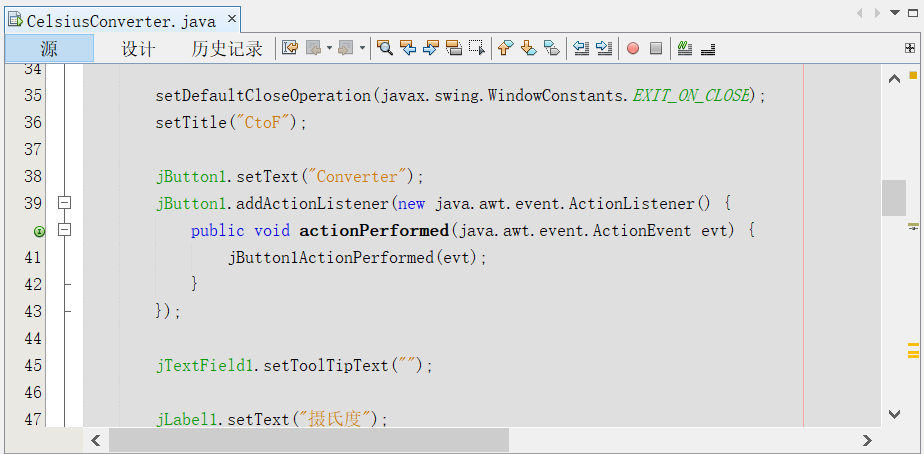 CelsiusConverter.java ×
源 设计 历史记录
34
35 setDefaultCloseOperation(javax.swing.WindowConstants.EXIT_ON_CLOSE);
36 setTitle("CtoF");
37
38 jButton1.setText("Converter");
39 jButton1.addActionListener(new java.awt.event.ActionListener() {
public void actionPerformed(java.awt.event.ActionEvent evt) {
41 jButton1ActionPerformed(evt);
42 }
43 });
44
45 jTextField1.setToolTipText("");
46
47 jLabel1.setText("摄氏度");